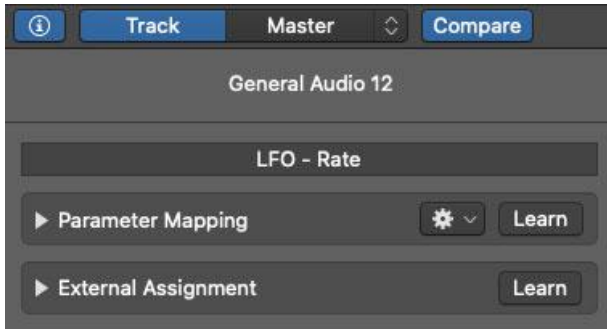 Track Master Compare
General Audio 12
LFO - Rate
Parameter Mapping Learn
External Assignment Learn